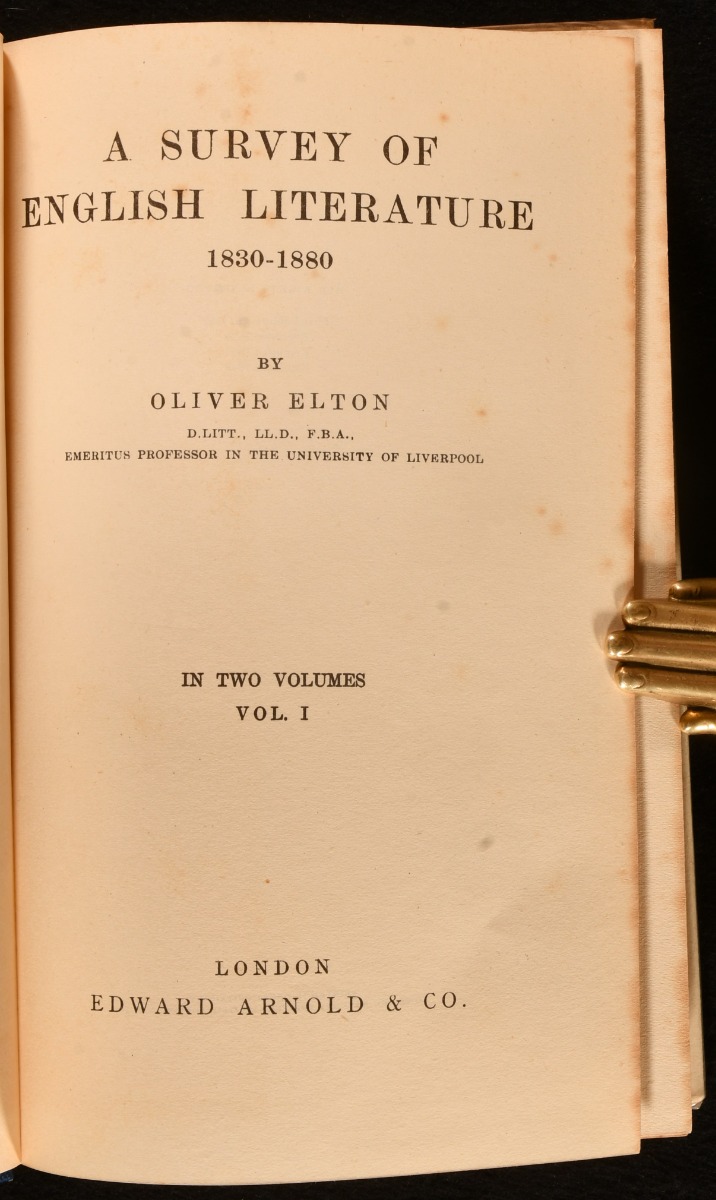 A SURVEY OF
ENGLISH LITERATURE
1830-1880
BY
OLIVER ELTON
D.LITT., LL.D., F.B.A.,
EMERITUS PROFESSOR IN THE UNIVERSITY OF LIVERPOOL
IN TWO VOLUMES
VOL. I
LONDON
EDWARD ARNOLD & CO.